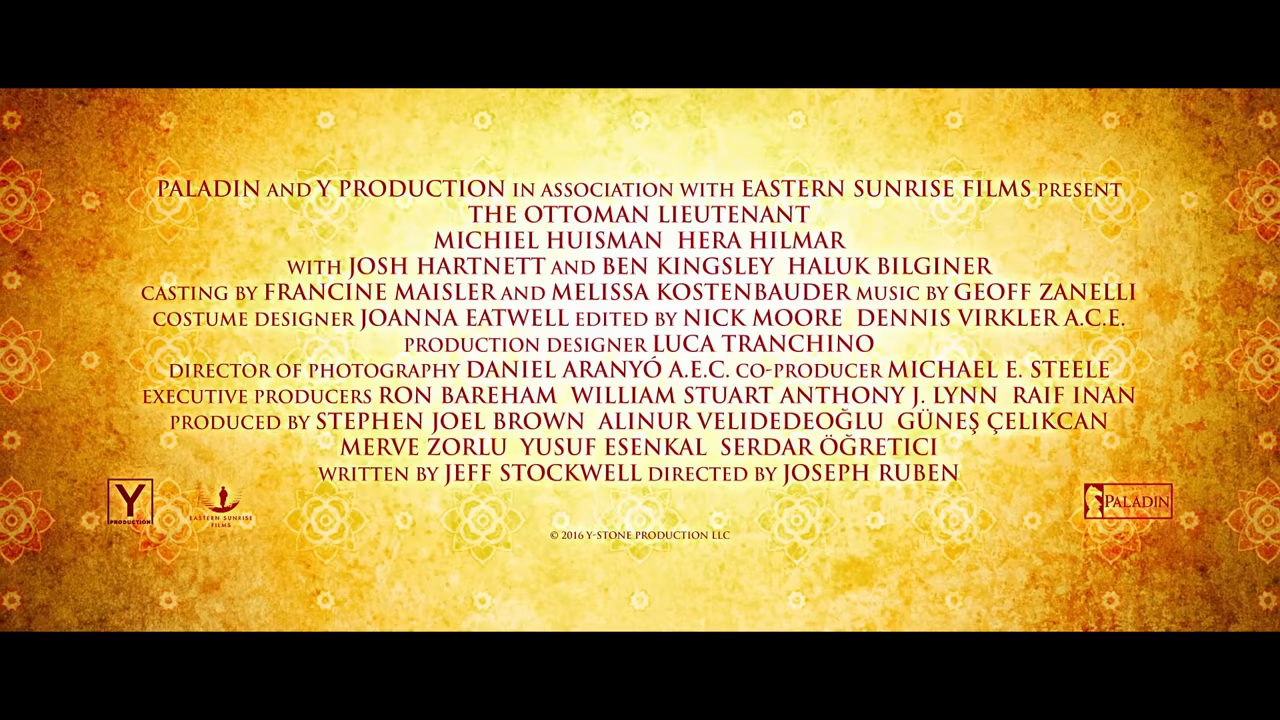 PALADIN AND Y PRODUCTION IN ASSOCIATION WITH EASTERN SUNRISE FILMS PRESENT
THE OTTOMAN LIEUTENANT
MICHIEL HUISMAN HERA HILMAR
WITH JOSH HARTNETT AND BEN KINGSLEY HALUK BILGINER
CASTING BY FRANCINE MAISLER AND MELISSA KOSTENBAUDER MUSIC BY GEOFF ZANELLI
COSTUME DESIGNER JOANNA EATWELL EDITED BY NICK MOORE DENNIS VIRKLER A.C.E.
PRODUCTION DESIGNER LUCA TRANCHINO
DIRECTOR OF PHOTOGRAPHY DANIEL ARANYÓ A.E.C. CO-PRODUCER MICHAEL E. STEELE
EXECUTIVE PRODUCERS RON BAREHAM WILLIAM STUART ANTHONY J. LYNN RAIF INAN
PRODUCED BY STEPHEN JOEL BROWN ALINUR VELIDEDEOĞLU GÜNEŞ ÇELIKCAN
MERVE ZORLU YUSUF ESENKAL SERDAR ÖĞRETICI
WRITTEN BY JEFF STOCKWELL DIRECTED BY JOSEPH RUBEN
Y
PRODUCTION
EASTERN SUNRISE
FILMS
PALADIN
© 2016 Y-STONE PRODUCTION LLC